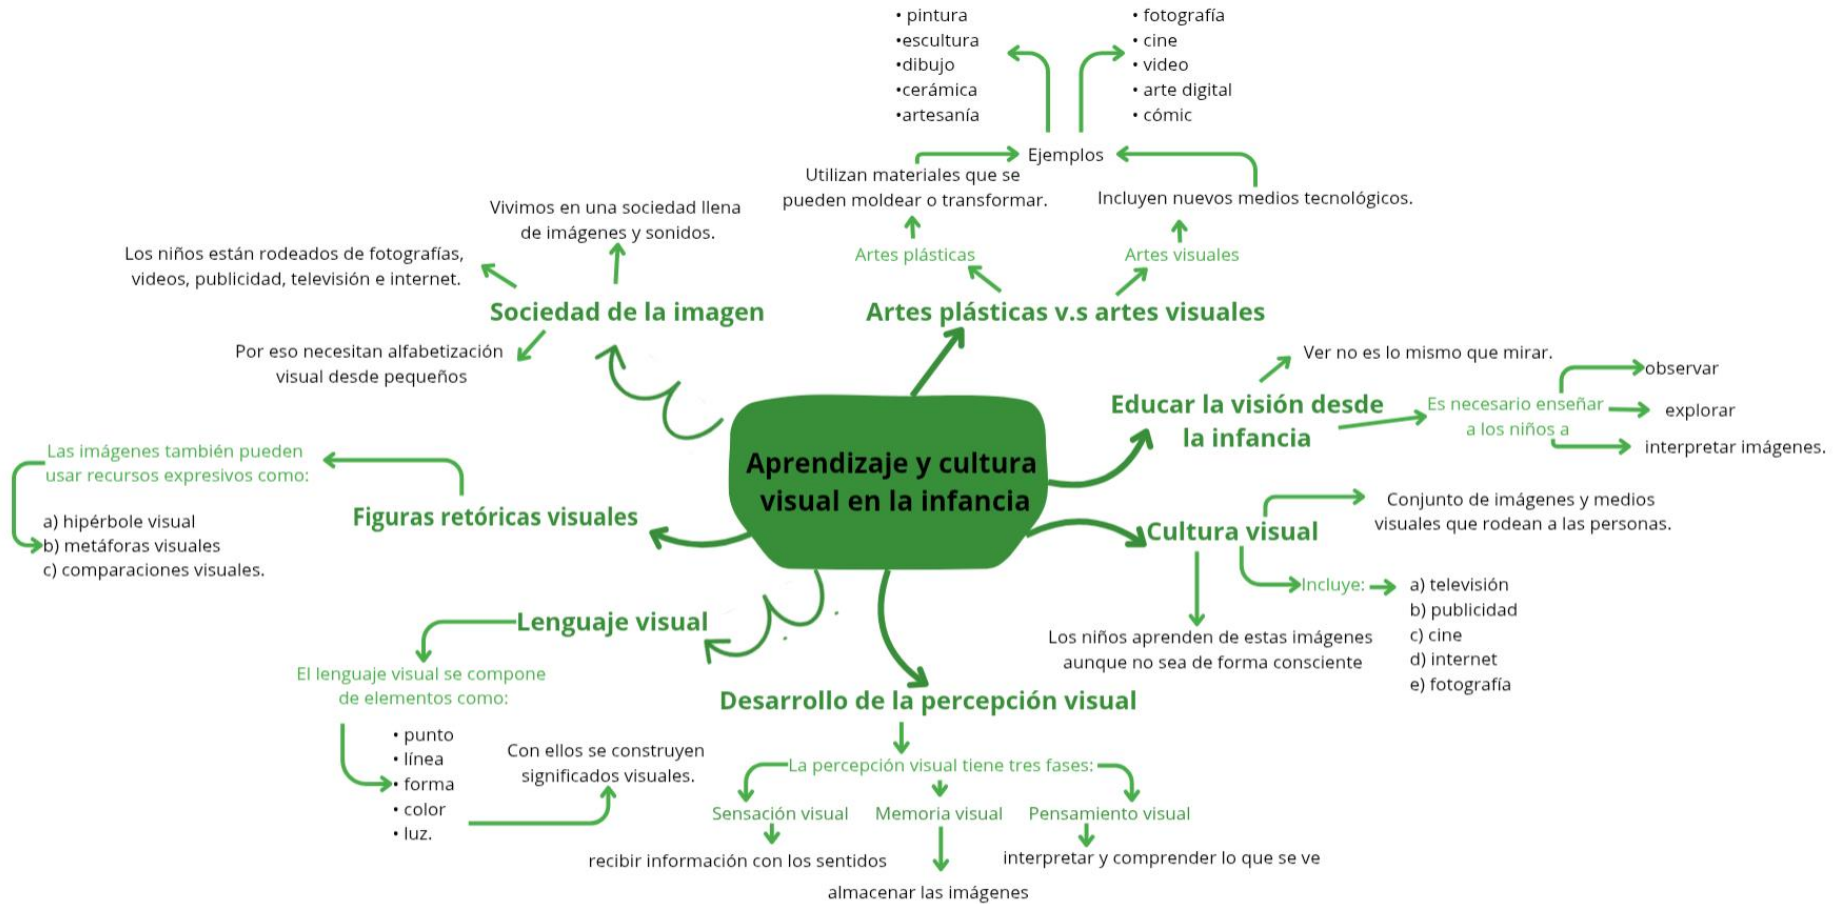 • pintura
•escultura
•dibujo
•cerámica
•artesanía
• fotografía
• cine
• video
• arte digital
• cómic
Ejemplos
Utilizan materiales que se
pueden moldear o transformar.
Incluyen nuevos medios tecnológicos.
Artes plásticas
Artes visuales
Artes plásticas v.s artes visuales
Vivimos en una sociedad llena
de imágenes y sonidos.
Los niños están rodeados de fotografías,
videos, publicidad, televisión e internet.
Sociedad de la imagen
Por eso necesitan alfabetización
visual desde pequeños
Ver no es lo mismo que mirar.
Educar la visión desde
la infancia
Es necesario enseñar
a los niños a
observar
explorar
interpretar imágenes.
Aprendizaje y cultura
visual en la infancia
Las imágenes también pueden
usar recursos expresivos como:
Figuras retóricas visuales
a) hipérbole visual
b) metáforas visuales
c) comparaciones visuales.
Cultura visual
Conjunto de imágenes y medios
visuales que rodean a las personas.
Incluye:
a) televisión
b) publicidad
c) cine
d) internet
e) fotografía
Los niños aprenden de estas imágenes
aunque no sea de forma consciente
Lenguaje visual
El lenguaje visual se compone
de elementos como:
• punto
• línea
• forma
• color
• luz.
Con ellos se construyen
significados visuales.
Desarrollo de la percepción visual
La percepción visual tiene tres fases:
Sensación visual
Memoria visual
Pensamiento visual
recibir información con los sentidos
almacenar las imágenes
interpretar y comprender lo que se ve